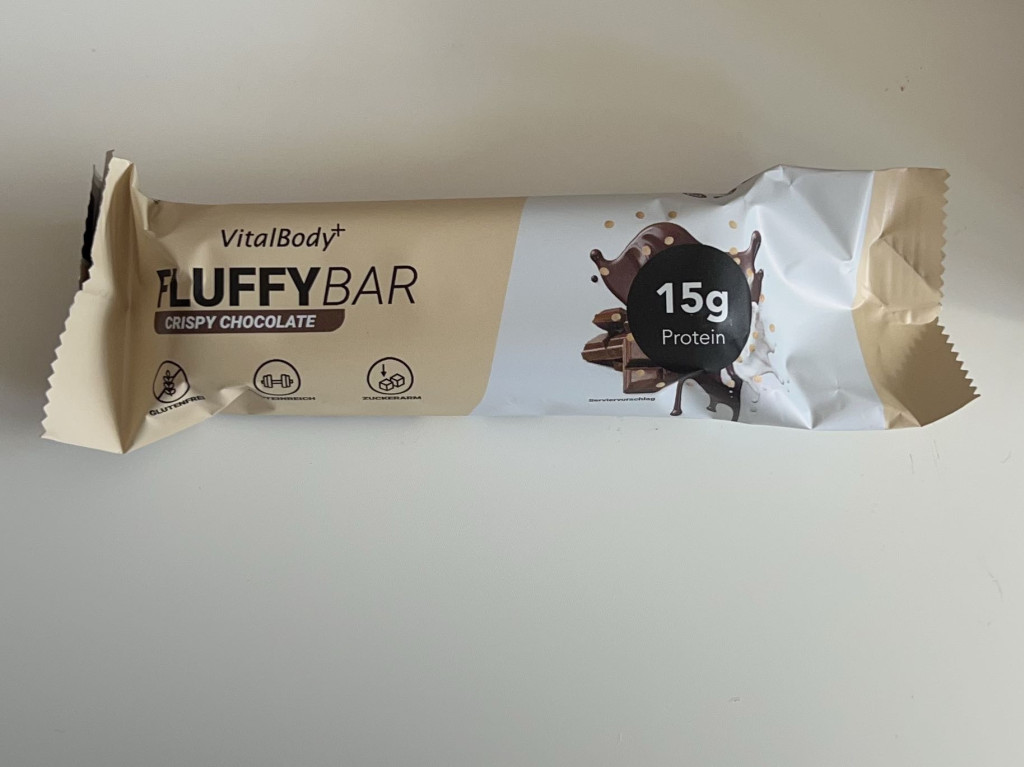 VitalBody+
FLUFFYBAR
CRISPY CHOCOLATE
GLUTENFREI
ZUCKERARM
15g
Protein
Serviervorschlag